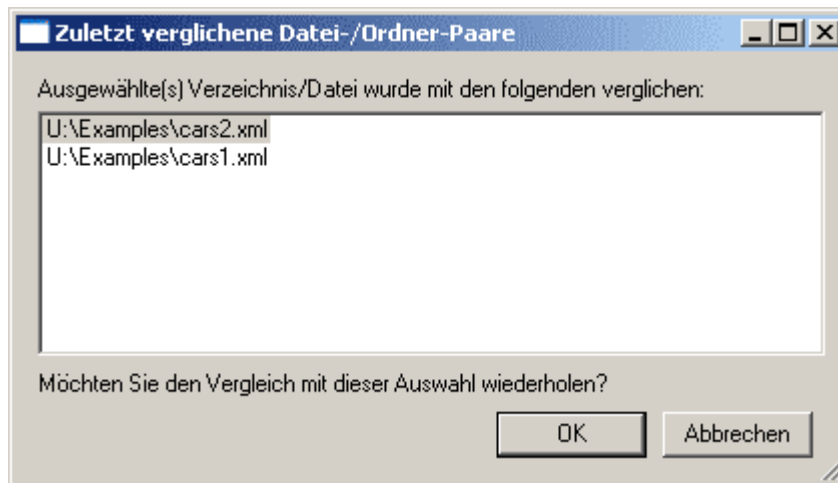 Zuletzt verglichene Datei-/Ordner-Paare
Ausgewählte(s) Verzeichnis/Datei wurde mit den folgenden verglichen:
U:\Examples\cars2.xml
U:\Examples\cars1.xml
Möchten Sie den Vergleich mit dieser Auswahl wiederholen?
OK Abbrechen